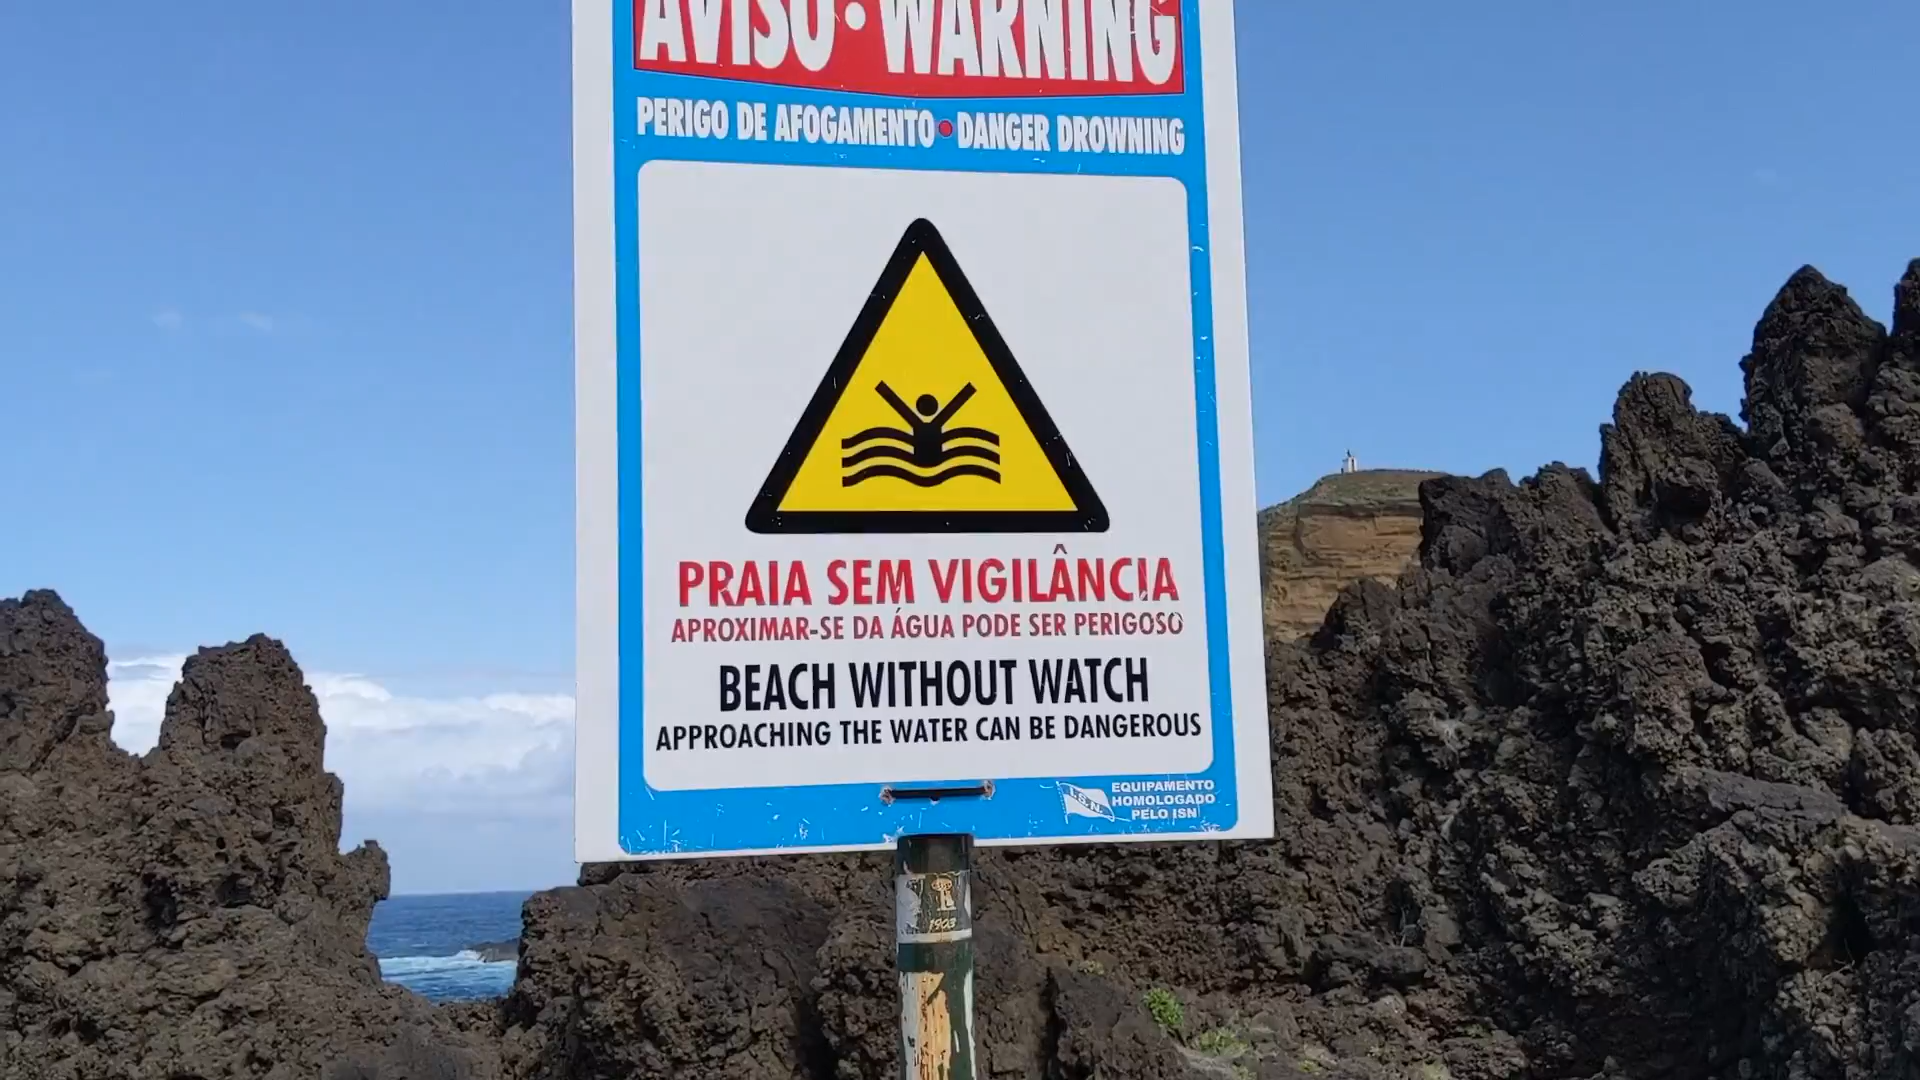 AVISO • WARNING
PERIGO DE AFOGAMENTO • DANGER DROWNING
PRAIA SEM VIGILÂNCIA
APROXIMAR-SE DA ÁGUA PODE SER PERIGOSO
BEACH WITHOUT WATCH
APPROACHING THE WATER CAN BE DANGEROUS
I.S.N.
EQUIPAMENTO
HOMOLOGADO
PELO ISN
1903